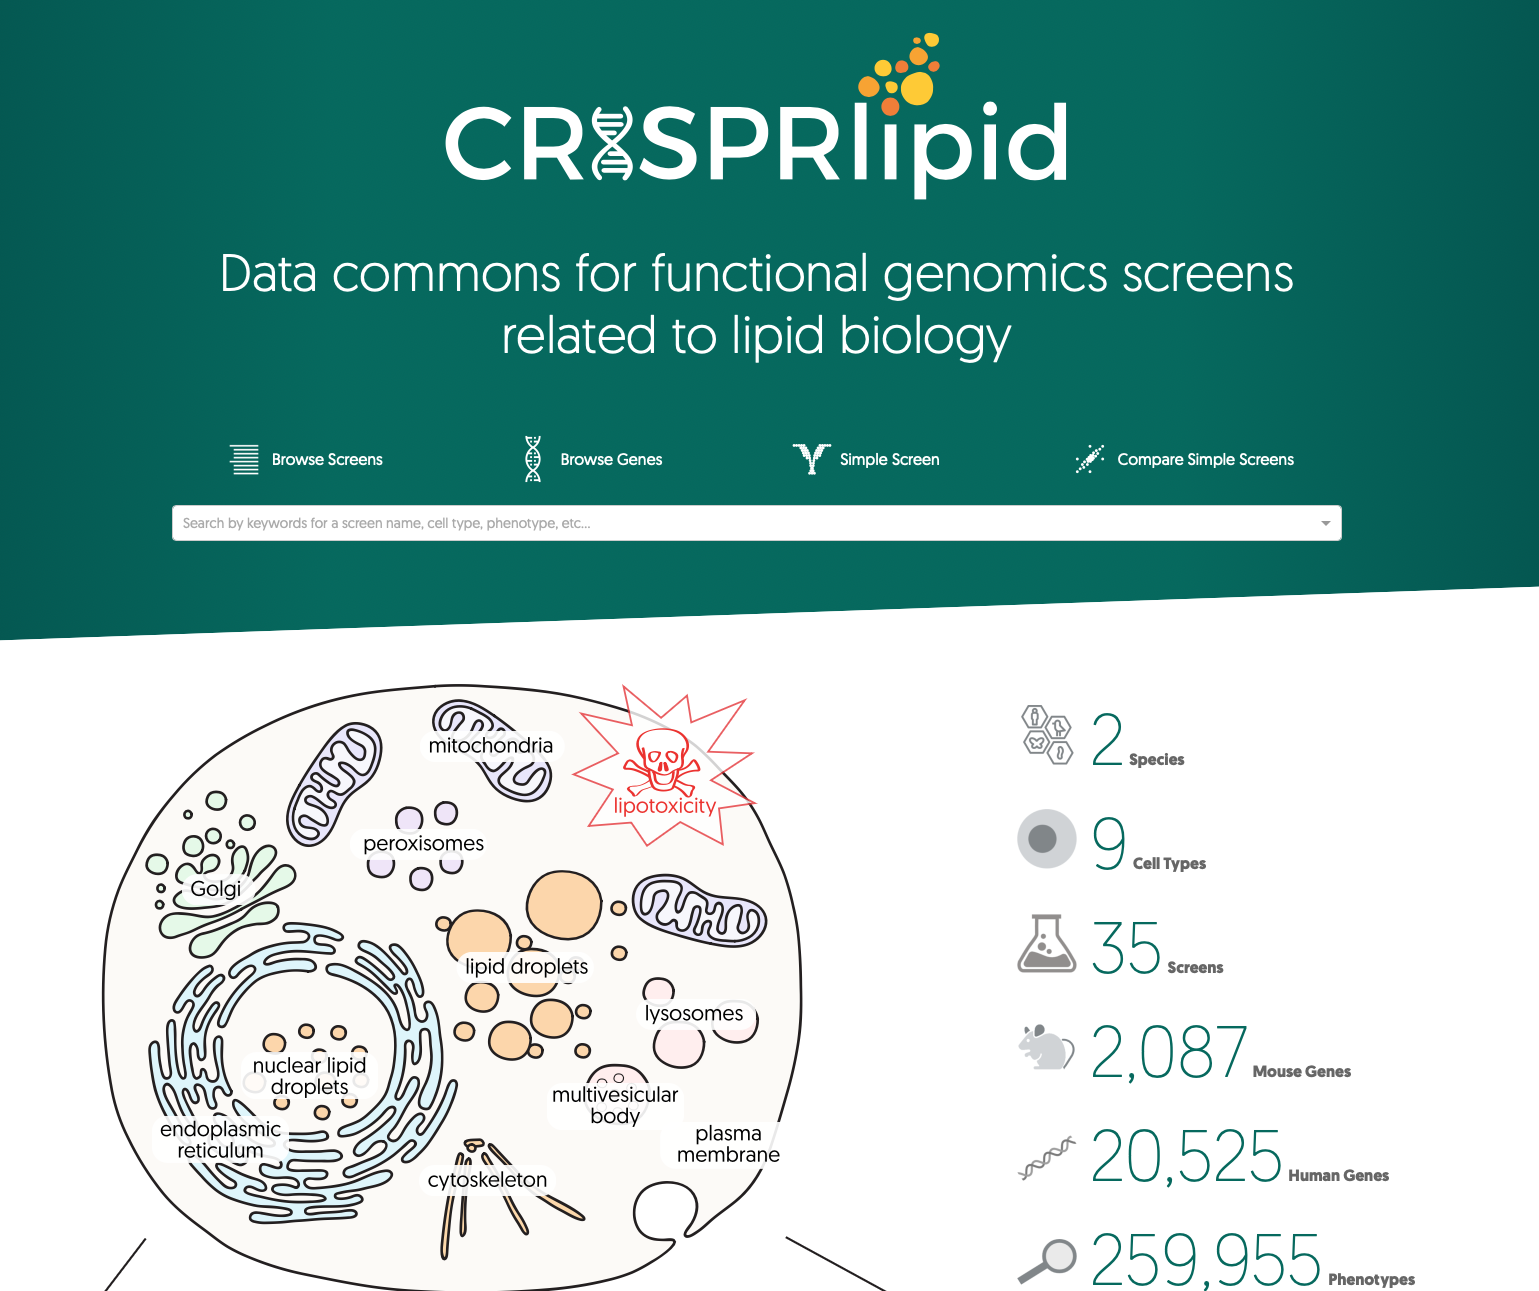 CRISPRlipid
Data commons for functional genomics screens
related to lipid biology
Browse Screens
Browse Genes
Simple Screen
Compare Simple Screens
Search by keywords for a screen name, cell type, phenotype, etc...
mitochondria
lipotoxicity
peroxisomes
Golgi
lipid droplets
lysosomes
nuclear lipid
droplets
multivesicular
body
endoplasmic
reticulum
plasma
membrane
cytoskeleton
2 Species
9 Cell Types
35 Screens
2,087 Mouse Genes
20,525 Human Genes
259,955 Phenotypes